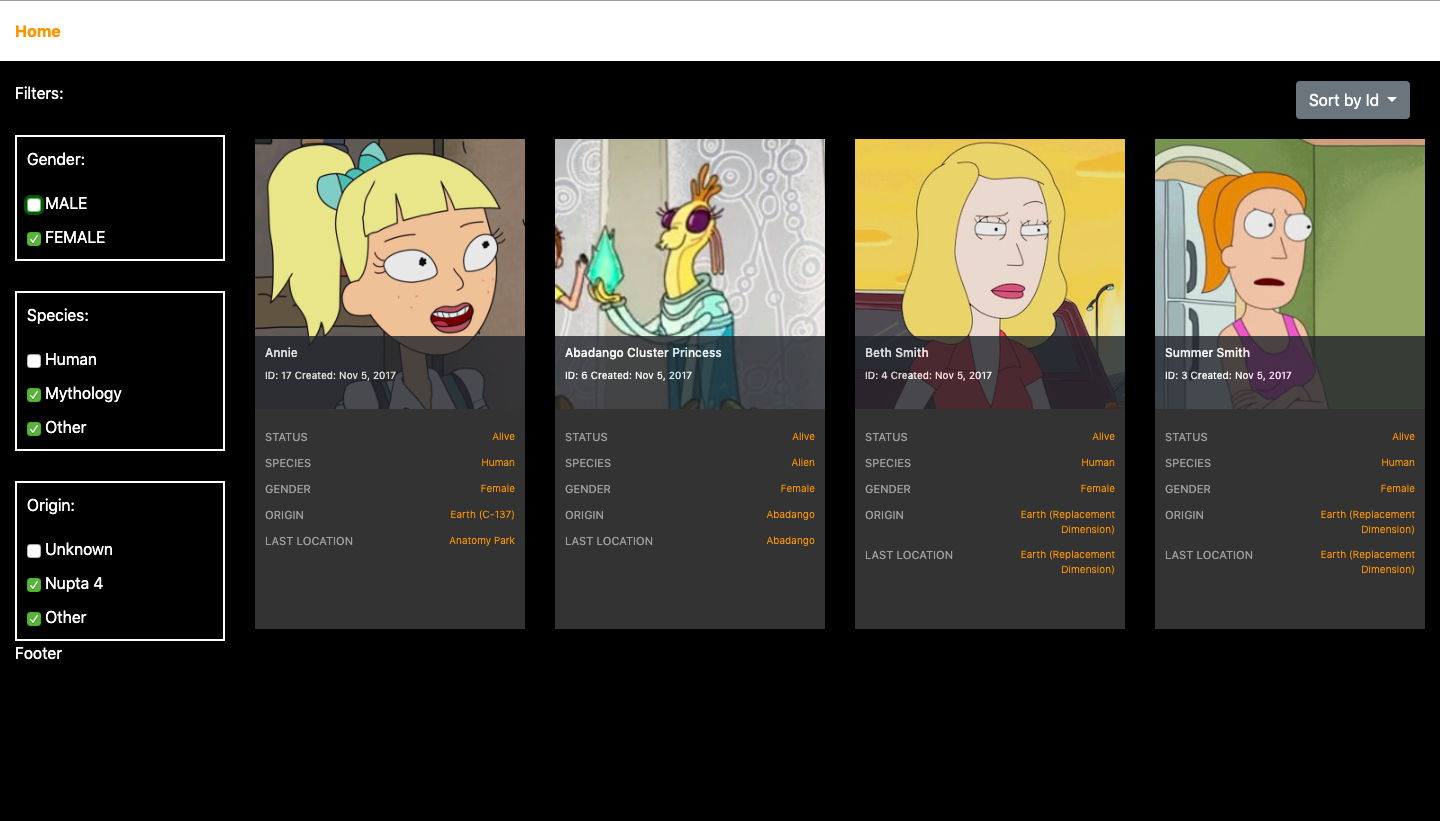 Home
Filters:
Sort by Id
Gender:
MALE
FEMALE
Species:
Human
Mythology
Other
Origin:
Unknown
Nupta 4
Other
Annie
ID: 17 Created: Nov 5, 2017
STATUS Alive
SPECIES Human
GENDER Female
ORIGIN Earth (C-137)
LAST LOCATION Anatomy Park
Abadango Cluster Princess
ID: 6 Created: Nov 5, 2017
STATUS Alive
SPECIES Alien
GENDER Female
ORIGIN Abadango
LAST LOCATION Abadango
Beth Smith
ID: 4 Created: Nov 5, 2017
STATUS Alive
SPECIES Human
GENDER Female
ORIGIN Earth (Replacement
Dimension)
LAST LOCATION Earth (Replacement
Dimension)
Summer Smith
ID: 3 Created: Nov 5, 2017
STATUS Alive
SPECIES Human
GENDER Female
ORIGIN Earth (Replacement
Dimension)
LAST LOCATION Earth (Replacement
Dimension)
Footer